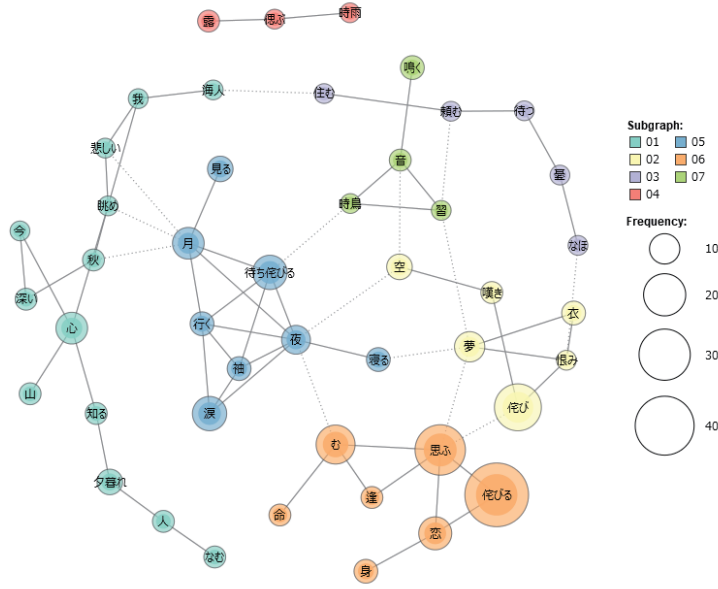 露
偲ぶ
時雨
鳴く
海人
我
住む
頼む
待つ
悲しい
音
見る
暈
眺め
時鳥
習
今
月
なほ
秋
空
待ち侘びる
嘆き
深い
衣
行く
心
夜
夢
寝る
恨み
袖
山
侘び
知る
涙
む
思ふ
夕暮れ
侘びる
逢
命
人
恋
なむ
身
Subgraph:
01
05
02
06
03
07
04
Frequency:
10
20
30
40